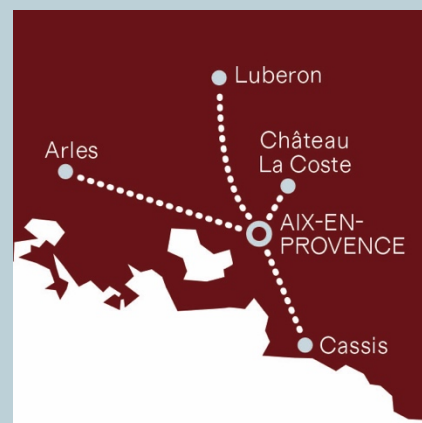 Luberon
Château
La Coste
Arles
AIX-EN-
PROVENCE
Cassis